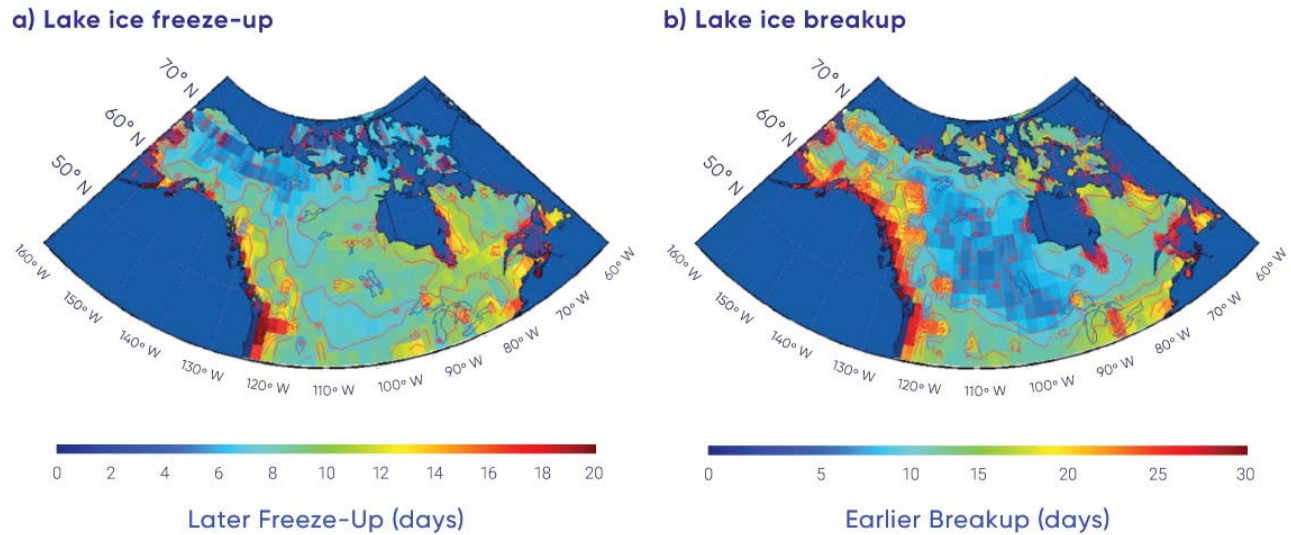 a) Lake ice freeze-up
70° N
60° N
50° N
160° W
150° W
140° W
130° W
120° W
110° W
100° W
90° W
80° W
70° W
60° W
0 2 4 6 8 10 12 14 16 18 20
Later Freeze-Up (days)
b) Lake ice breakup
70° N
60° N
50° N
160° W
150° W
140° W
130° W
120° W
110° W
100° W
90° W
80° W
70° W
60° W
0 5 10 15 20 25 30
Earlier Breakup (days)